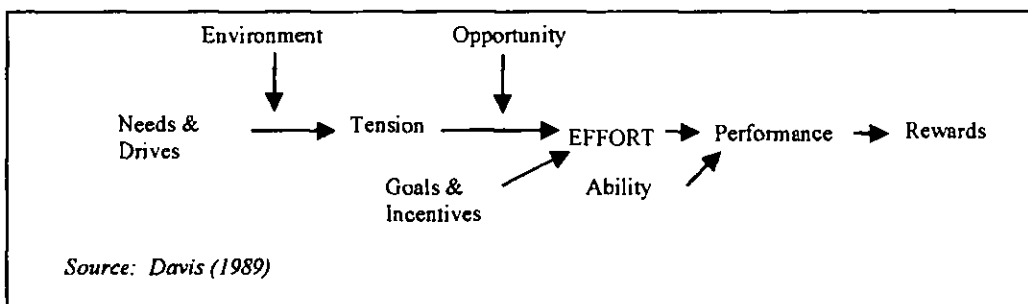 Environment
Opportunity
Needs &
Drives
Tension
EFFORT
Performance
Rewards
Goals &
Incentives
Ability
Source: Davis (1989)